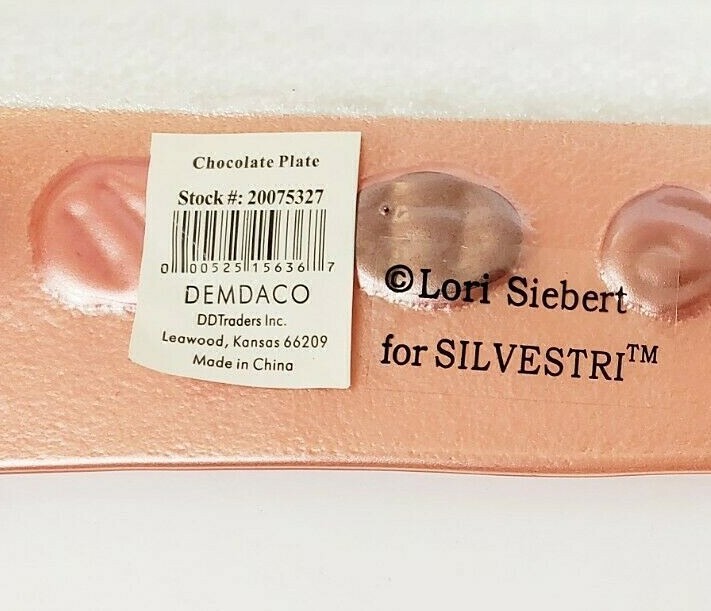 Chocolate Plate
Stock #: 20075327
0 00525 15636 7
DEMDACO
DDTraders Inc.
Leawood, Kansas 66209
Made in China
©Lori Siebert
for SILVESTRI™